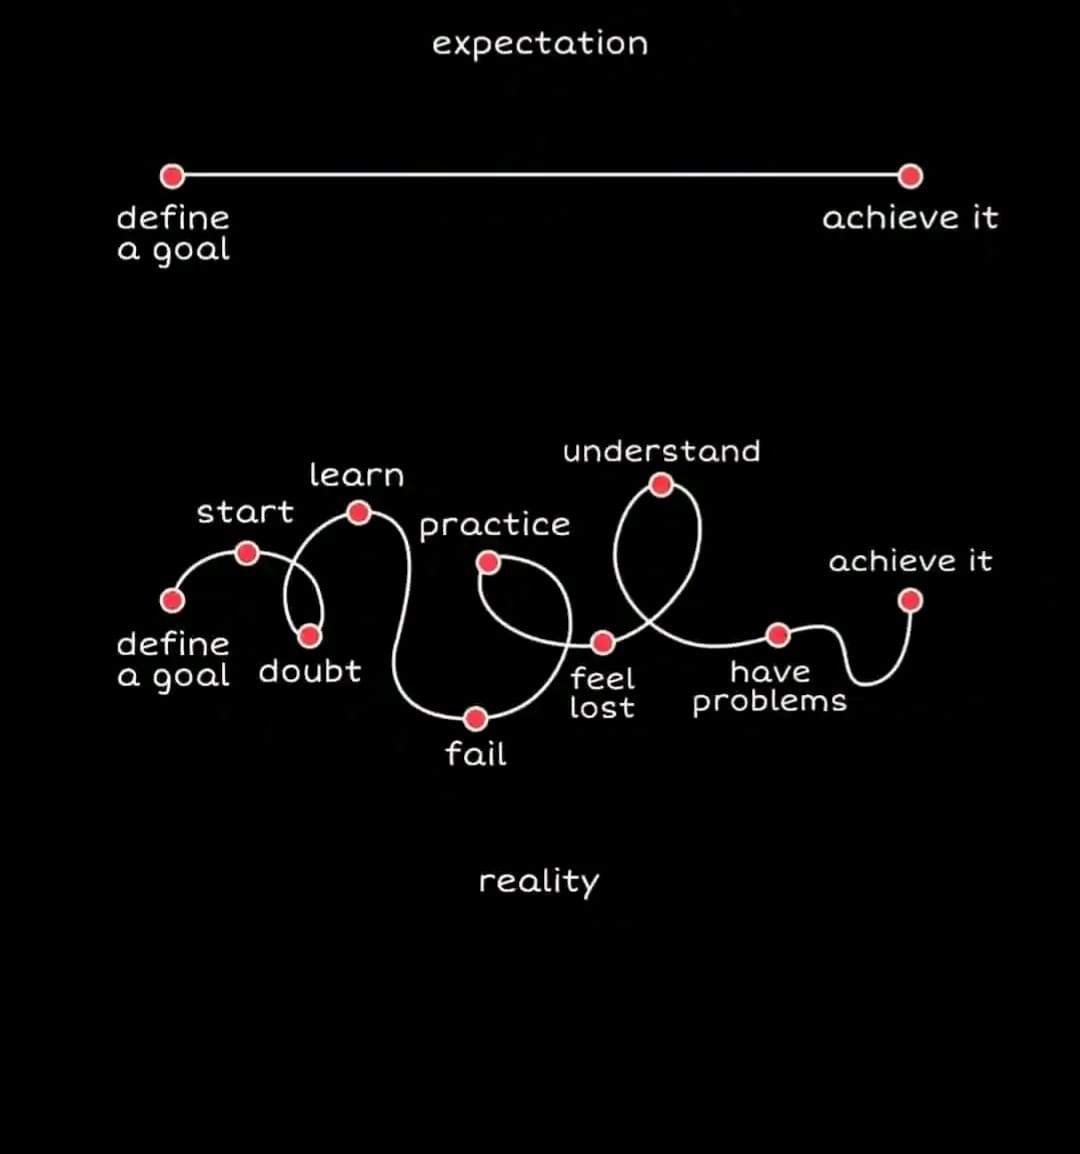 expectation
define
a goal
achieve it
understand
learn
start
practice
achieve it
define
a goal
doubt
feel
lost
have
problems
fail
reality